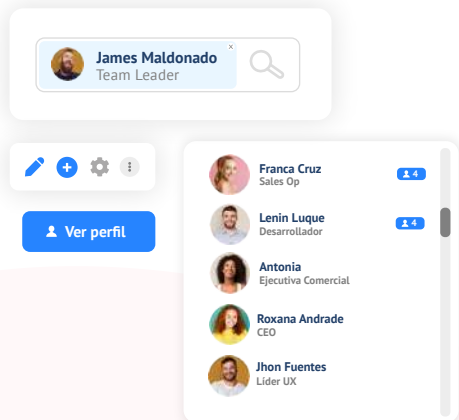 James Maldonado
x
Team Leader
Ver perfil
Franca Cruz
4
Sales Op
Lenin Luque
4
Desarrollador
Antonia
Ejecutiva Comercial
Roxana Andrade
CEO
Jhon Fuentes
Líder UX